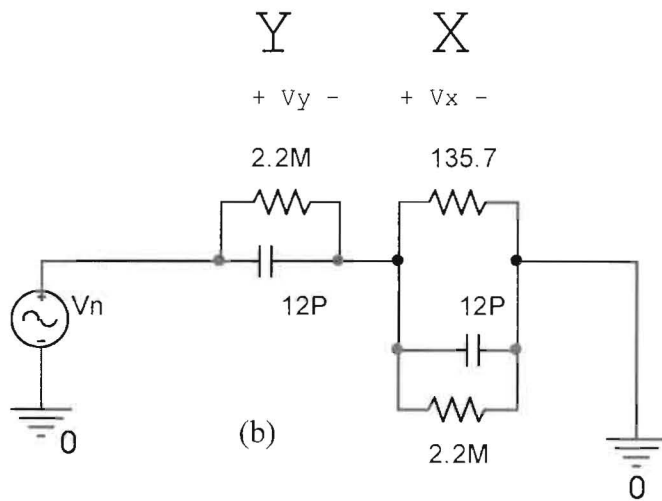 Y X
+ Vy - + Vx -
2.2M 135.7
+
Vn
-
12P 12P
0
(b)
2.2M
0